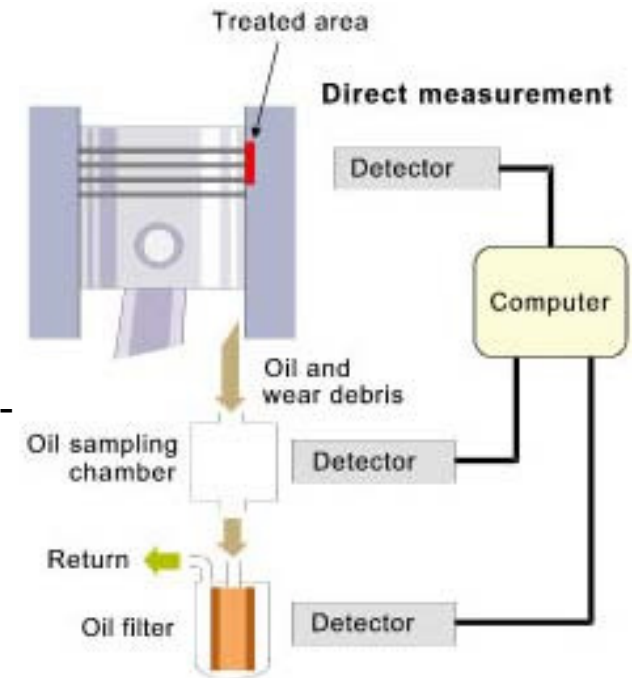 Treated area
Direct measurement
Detector
Computer
Oil and
wear debris
Oil sampling
chamber
Detector
Return
Oil filter
Detector